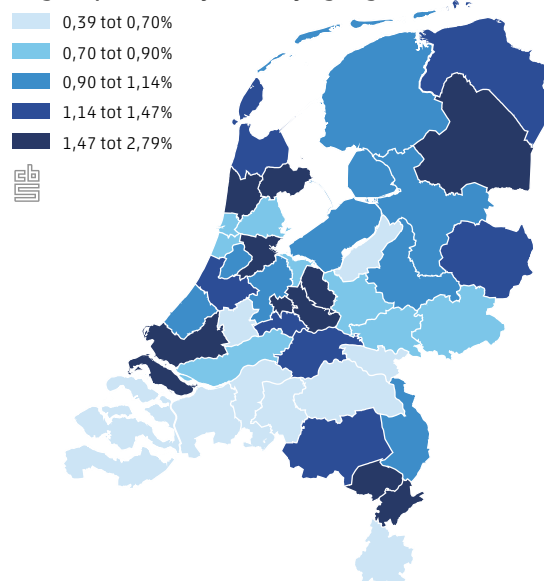 0,39 tot 0,70%
0,70 tot 0,90%
0,90 tot 1,14%
1,14 tot 1,47%
1,47 tot 2,79%
cbs